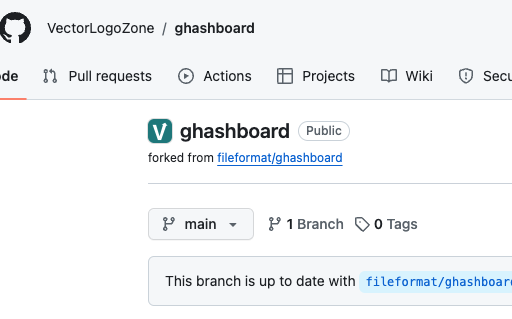 VectorLogoZone / ghashboard
ode Pull requests Actions Projects Wiki Secu
ghashboard Public
forked from fileformat/ghashboard
main 1 Branch 0 Tags
This branch is up to date with fileformat/ghashboard